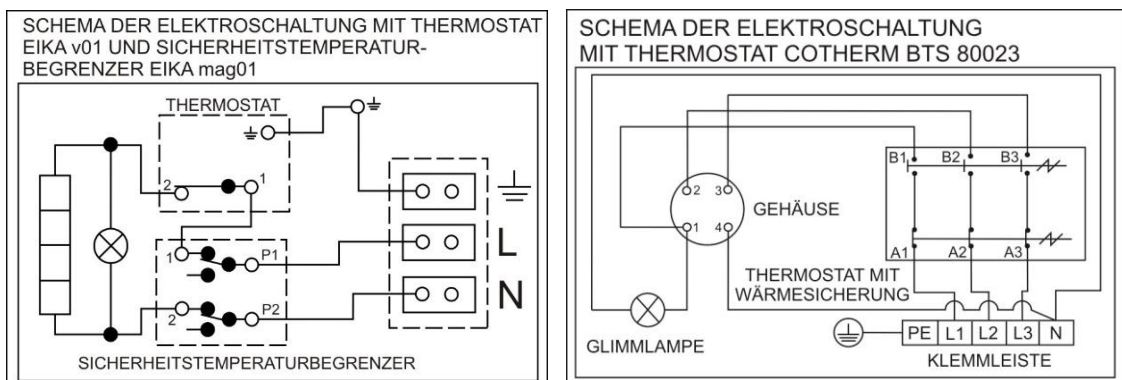 SCHEMA DER ELEKTROSCHALTUNG MIT THERMOSTAT
EIKA v01 UND SICHERHEITSTEMPERATUR-
BEGRENZER EIKA mag01
THERMOSTAT
2
1
1
P1
L
2
P2
N
SICHERHEITSTEMPERATURBEGRENZER
SCHEMA DER ELEKTROSCHALTUNG
MIT THERMOSTAT COTHERM BTS 80023
B1 B2 B3
2 3
GEHÄUSE
1 4
A1 A2 A3
THERMOSTAT MIT
WÄRMESICHERUNG
GLIMMLAMPE
PE L1 L2 L3 N
KLEMMLEISTE